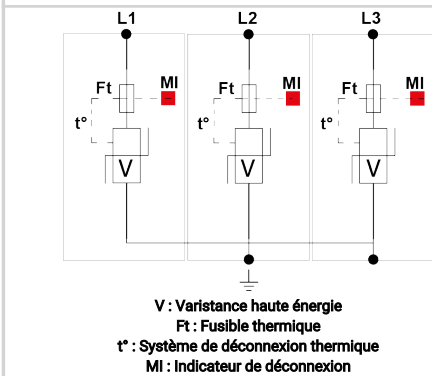 L1 L2 L3
Ft MI Ft MI Ft MI
t° t° t°
V V V
V : Varistance haute énergie
Ft : Fusible thermique
t° : Système de déconnexion thermique
MI : Indicateur de déconnexion